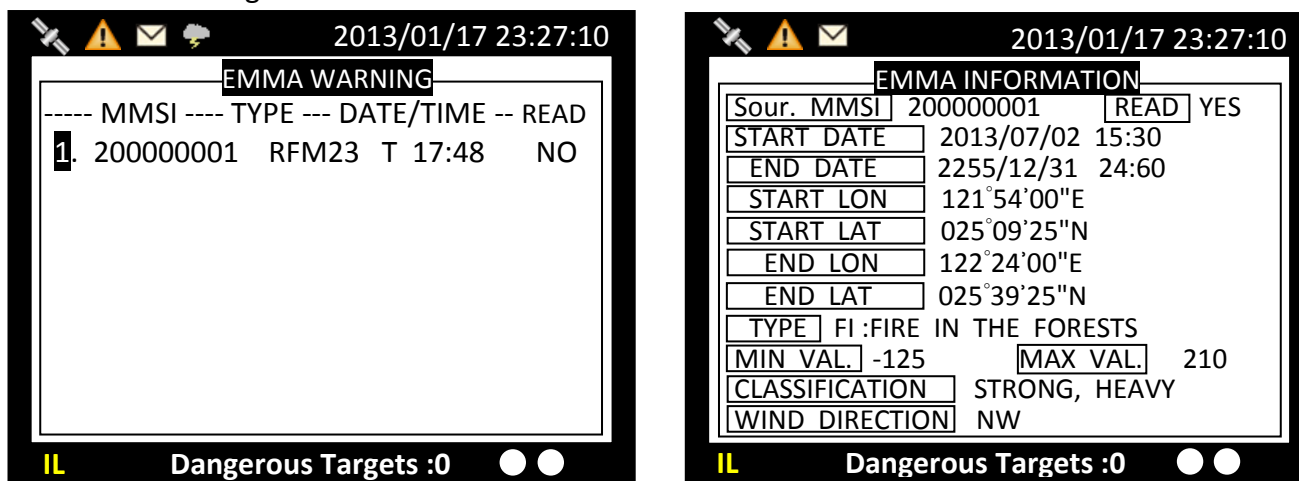 2013/01/17 23:27:10
EMMA WARNING
----- MMSI ---- TYPE --- DATE/TIME -- READ
1. 200000001 RFM23 T 17:48 NO
IL Dangerous Targets :0
2013/01/17 23:27:10
EMMA INFORMATION
Sour. MMSI 200000001 READ YES
START DATE 2013/07/02 15:30
END DATE 2255/12/31 24:60
START LON 121°54'00"E
START LAT 025°09'25"N
END LON 122°24'00"E
END LAT 025°39'25"N
TYPE FI :FIRE IN THE FORESTS
MIN VAL. -125 MAX VAL. 210
CLASSIFICATION STRONG, HEAVY
WIND DIRECTION NW
IL Dangerous Targets :0